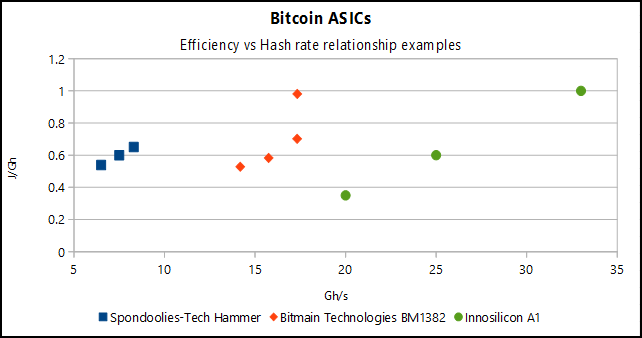 Bitcoin ASICs
Efficiency vs Hash rate relationship examples
1.2
1
0.8
0.6
0.4
0.2
0
J/Gh
5 10 15 20 25 30 35
Gh/s
Spondoolies-Tech Hammer Bitmain Technologies BM1382 Innosilicon A1